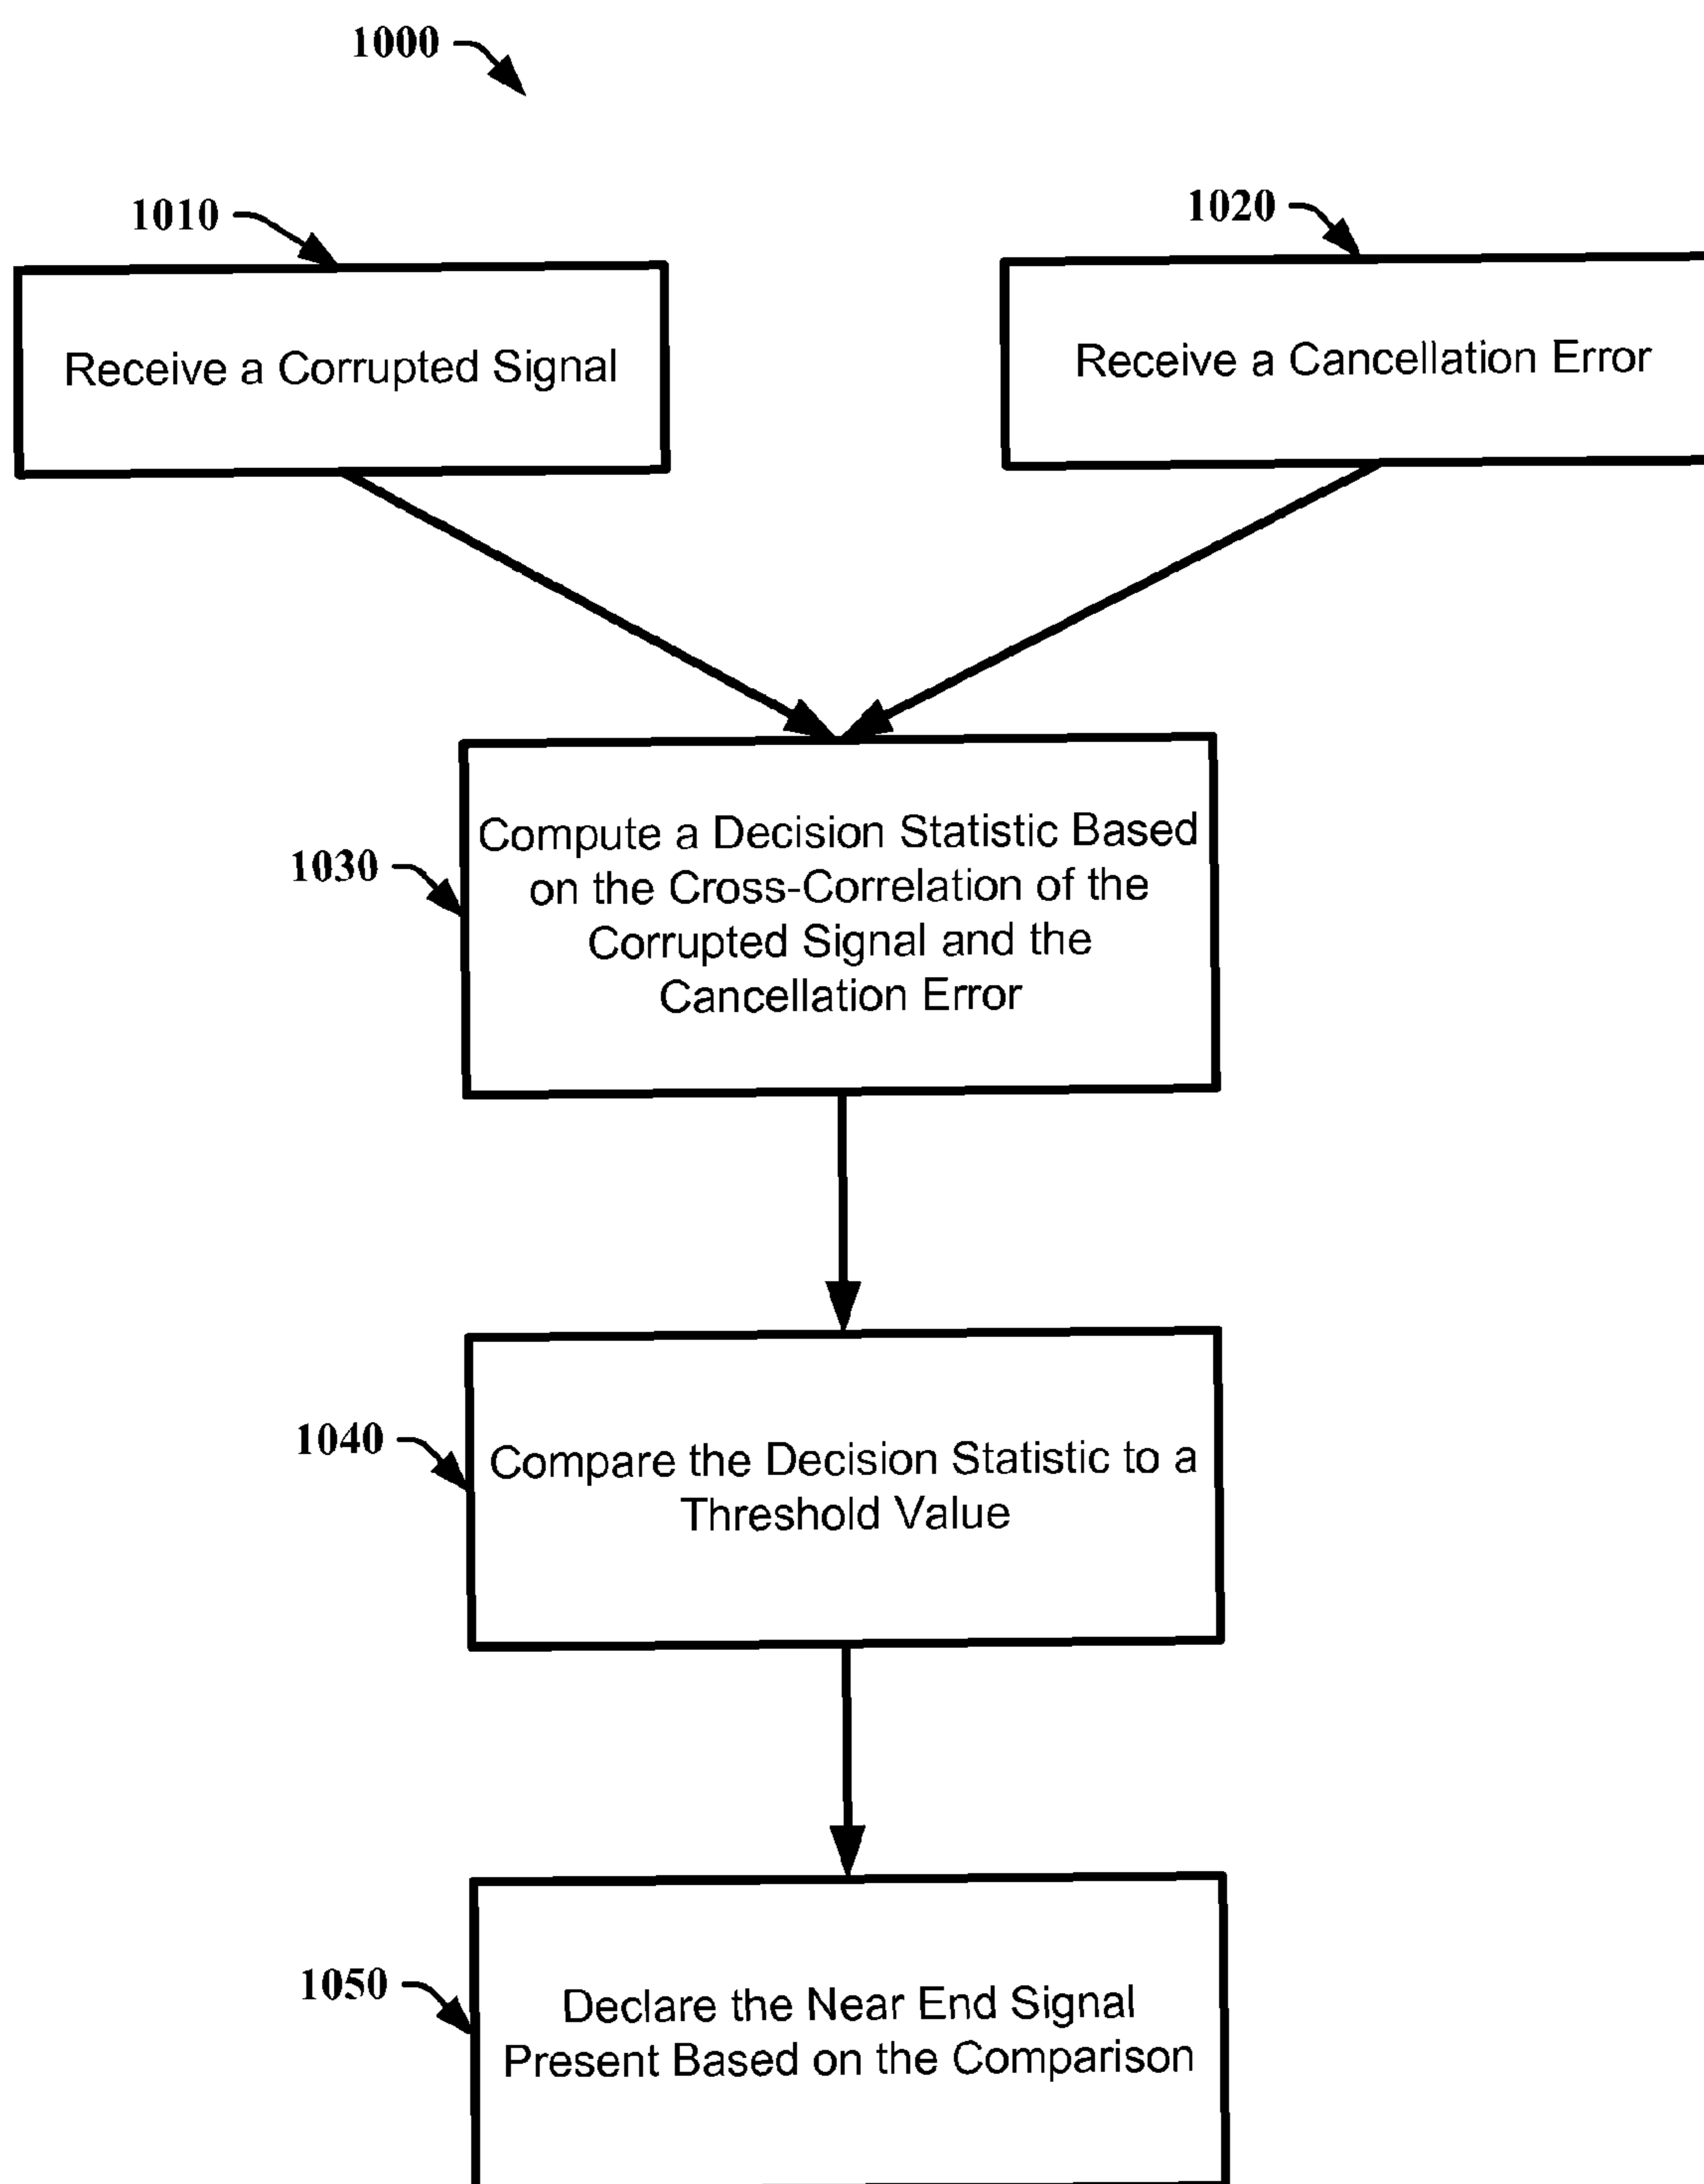 1000
1010
1020
Receive a Corrupted Signal
Receive a Cancellation Error
1030
Compute a Decision Statistic Based
on the Cross-Correlation of the
Corrupted Signal and the
Cancellation Error
1040
Compare the Decision Statistic to a
Threshold Value
1050
Declare the Near End Signal
Present Based on the Comparison